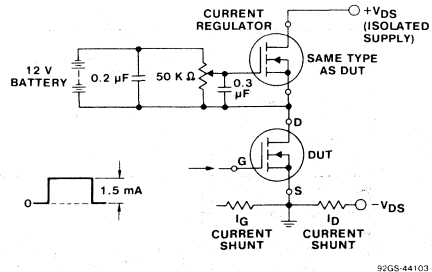 +VDS
(ISOLATED
SUPPLY)
CURRENT
REGULATOR
D
SAME TYPE
AS DUT
12 V
BATTERY
0.2 µF
50 K Ω
0.3
µF
D
G
DUT
S
1.5 mA
0
IG
CURRENT
SHUNT
ID
CURRENT
SHUNT
-VDS
92GS-44103